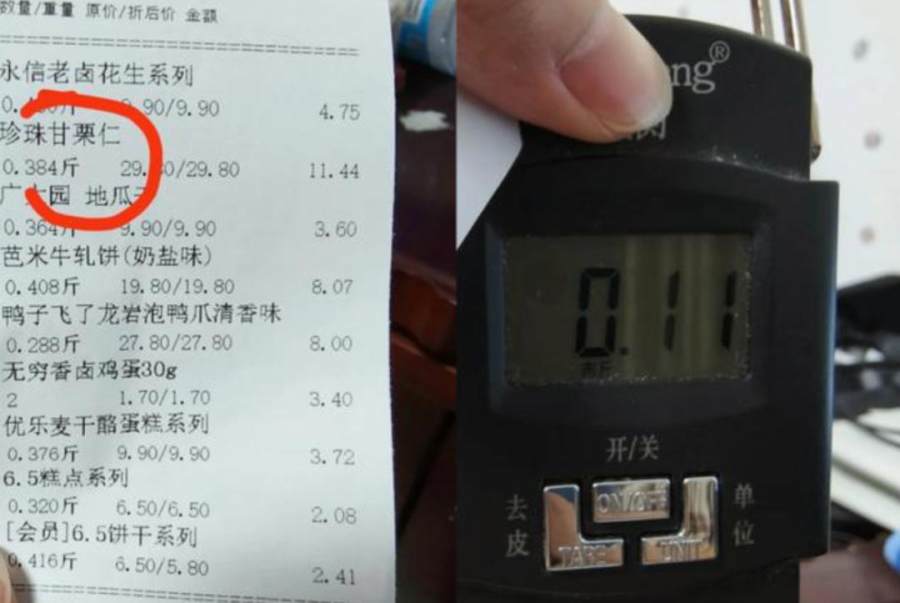 数量/重量 原价/折后价 金额
永信老卤花生系列
9.90/9.90 4.75
珍珠甘栗仁
0.384斤 29.80/29.80 11.44
广大园 地瓜
0.364斤 9.90/9.90 3.60
芭米牛轧饼(奶盐味)
0.408斤 19.80/19.80 8.07
鸭子飞了龙岩泡鸭爪清香味
0.288斤 27.80/27.80 8.00
无穷香卤鸡蛋30g
2 1.70/1.70 3.40
优乐麦干酪蛋糕系列
0.376斤 9.90/9.90 3.72
6.5糕点系列
0.320斤 6.50/6.50 2.08
[会员]6.5饼干系列
0.416斤 6.50/5.80 2.41
ng®
0.11
市斤
开/关
去皮
ON/OFF
单位
TARE
UNIT